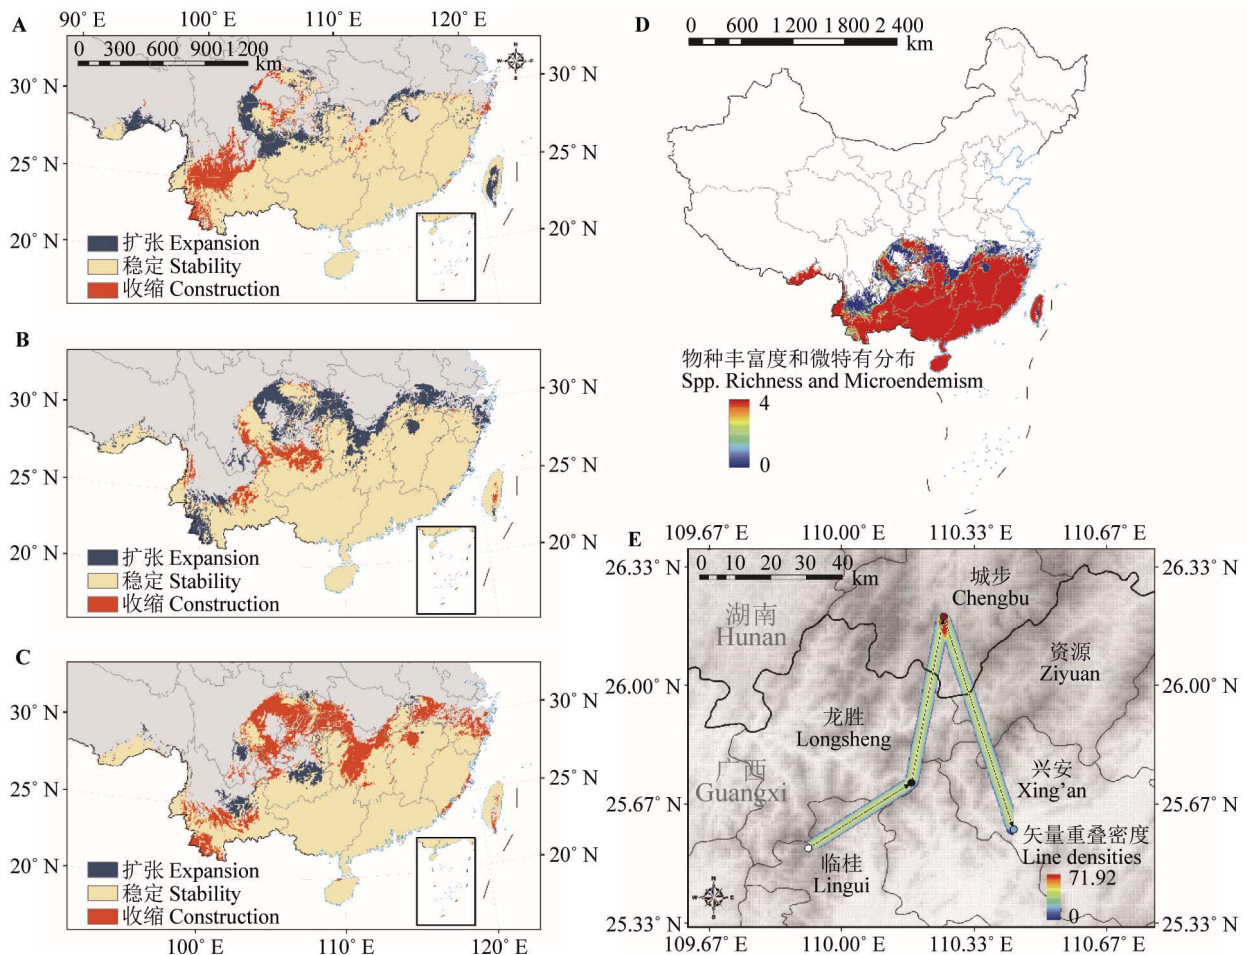 A
90° E
100° E
110° E
120° E
0 300 600 900 1 200
km
N
W
E
S
30° N
30° N
25° N
25° N
20° N
20° N
扩张 Expansion
稳定 Stability
收缩 Construction
B
30° N
30° N
25° N
25° N
20° N
20° N
扩张 Expansion
稳定 Stability
收缩 Construction
C
30° N
30° N
25° N
25° N
20° N
20° N
扩张 Expansion
稳定 Stability
收缩 Construction
100° E
110° E
120° E
D
0 600 1 200 1 800 2 400
km
物种丰富度和微特有分布
Spp. Richness and Microendemism
4
0
E
109.67° E
110.00° E
110.33° E
110.67° E
0 10 20 30 40
km
26.33° N
26.33° N
城步
Chengbu
湖南
Hunan
资源
Ziyuan
26.00° N
26.00° N
龙胜
Longsheng
广西
Guangxi
兴安
Xing'an
25.67° N
25.67° N
临桂
Lingui
矢量重叠密度
Line densities
71.92
0
N
W
E
S
25.33° N
25.33° N
109.67° E
110.00° E
110.33° E
110.67° E